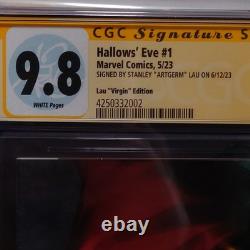 CGC Signature S
9.8
WHITE Pages
Hallows' Eve #1
Marvel Comics, 5/23
SIGNED BY STANLEY "ARTGERM" LAU ON 6/12/23
4250332002
Lau "Virgin" Edition